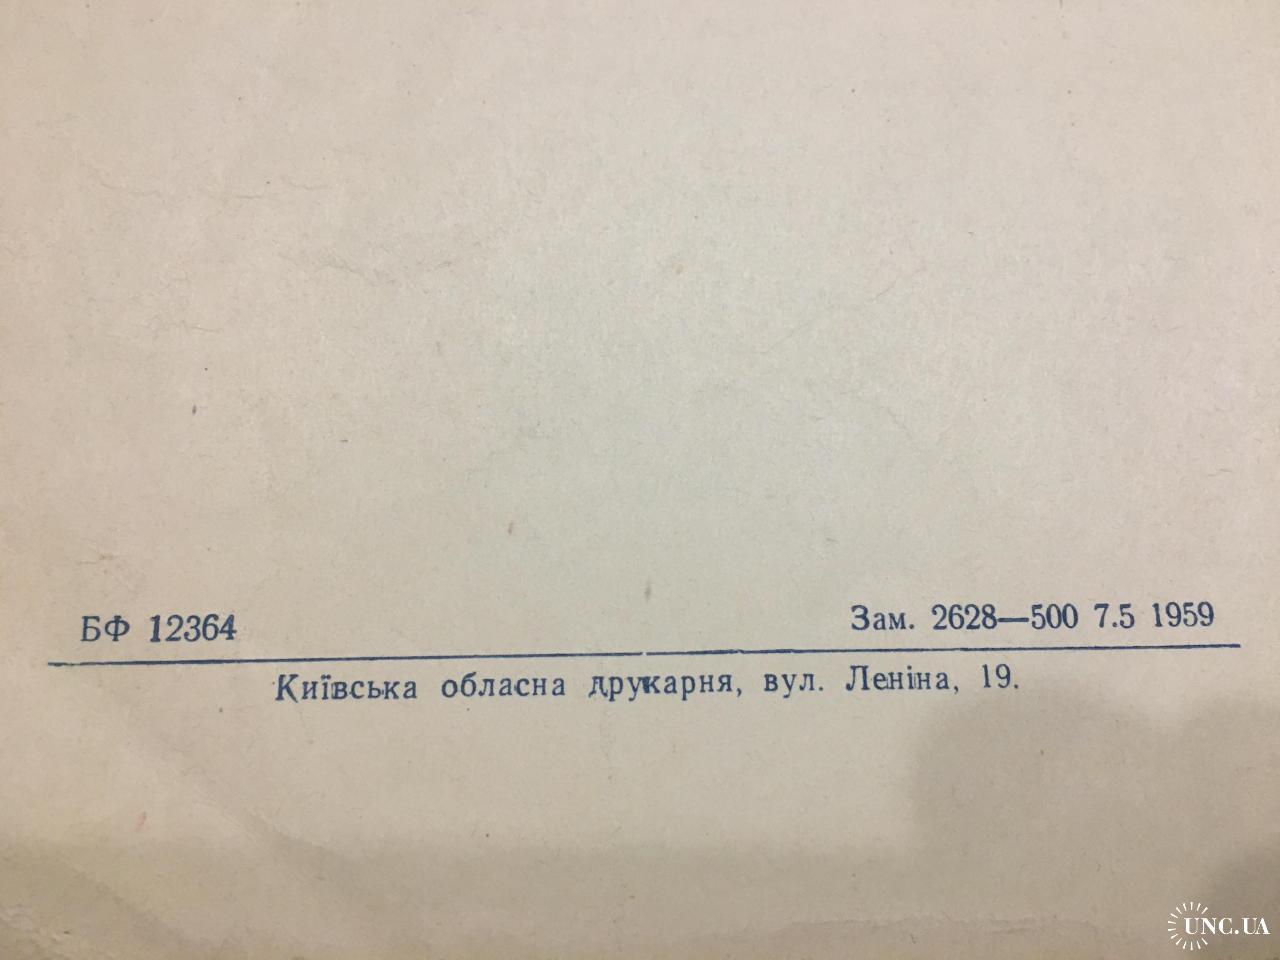 БФ 12364
Зам. 2628—500 7.5 1959
Київська обласна друкарня, вул. Леніна, 19.
UNC.UA